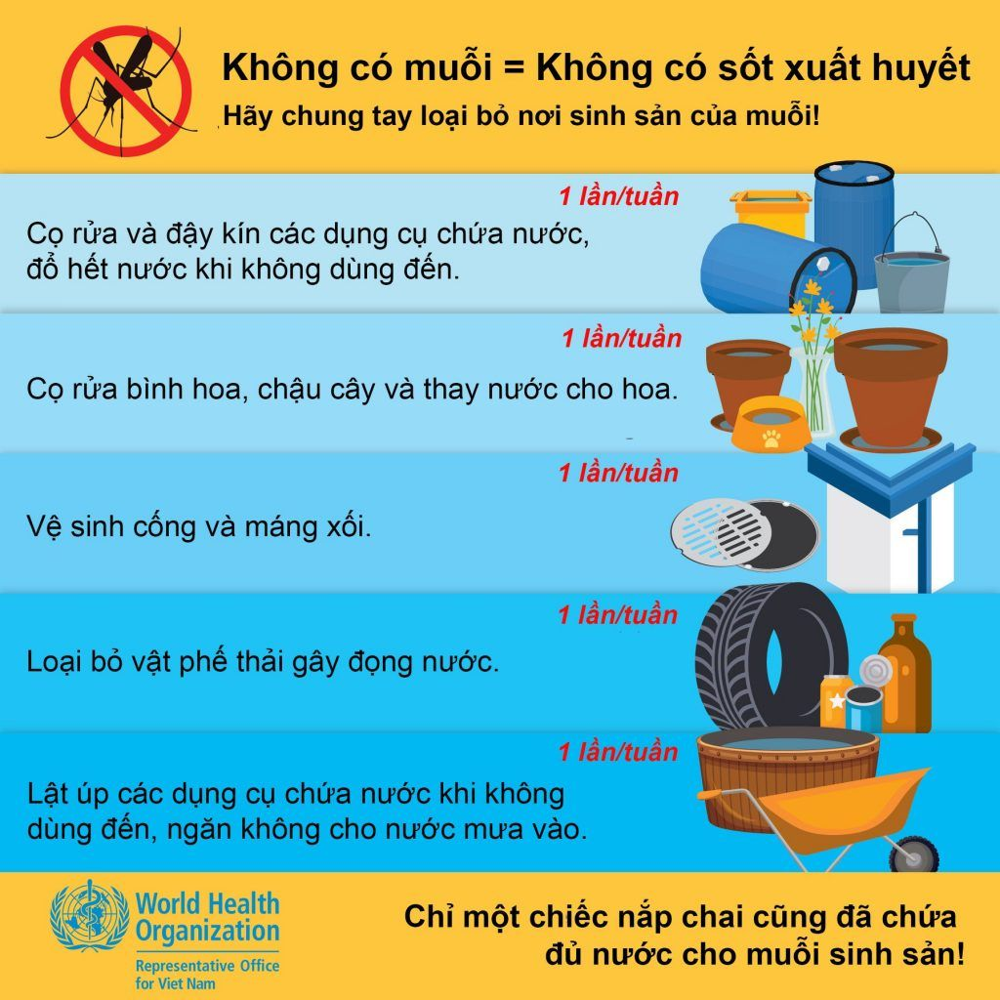 Không có muỗi = Không có sốt xuất huyết
Hãy chung tay loại bỏ nơi sinh sản của muỗi!
1 lần/tuần
Cọ rửa và đậy kín các dụng cụ chứa nước,
đổ hết nước khi không dùng đến.
1 lần/tuần
Cọ rửa bình hoa, chậu cây và thay nước cho hoa.
1 lần/tuần
Vệ sinh cống và máng xối.
1 lần/tuần
Loại bỏ vật phế thải gây đọng nước.
1 lần/tuần
Lật úp các dụng cụ chứa nước khi không
dùng đến, ngăn không cho nước mưa vào.
World Health
Organization
Representative Office
for Viet Nam
Chỉ một chiếc nắp chai cũng đã chứa
đủ nước cho muỗi sinh sản!